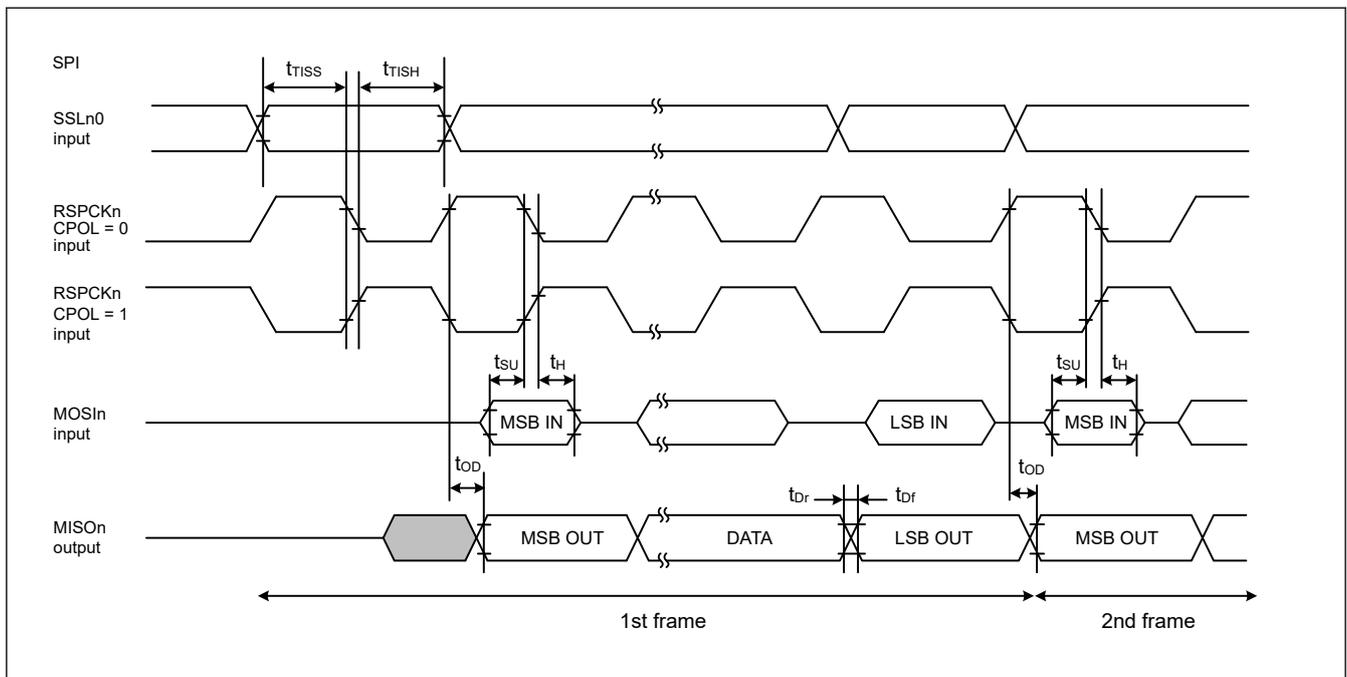 SPI
tTISS
tTISH
SSLn0
input
RSPCKn
CPOL = 0
input
RSPCKn
CPOL = 1
input
tSU
tH
tSU
tH
MOSIn
input
MSB IN
LSB IN
MSB IN
tOD
tOD
tDr
tDf
MISOn
output
MSB OUT
DATA
LSB OUT
MSB OUT
1st frame
2nd frame